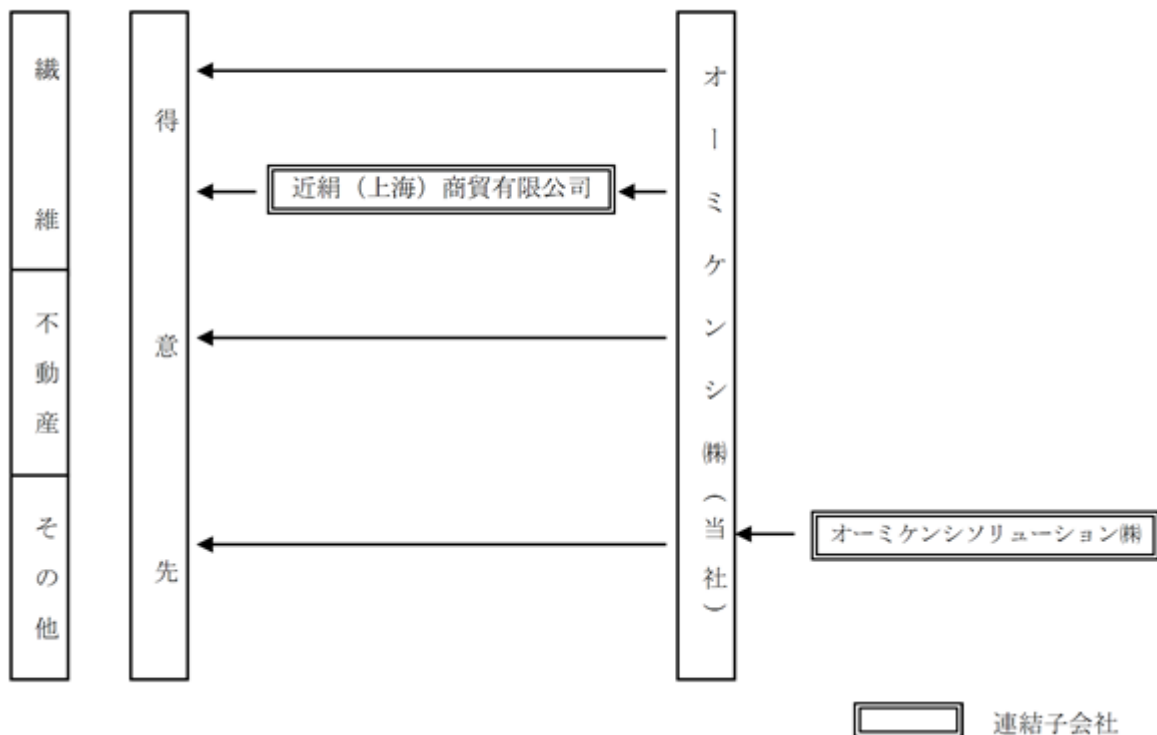 繊維
不動産
その他
得意先
近絹（上海）商貿有限公司
オーミケンシ㈱（当社）
オーミケンシソリューション㈱
連結子会社